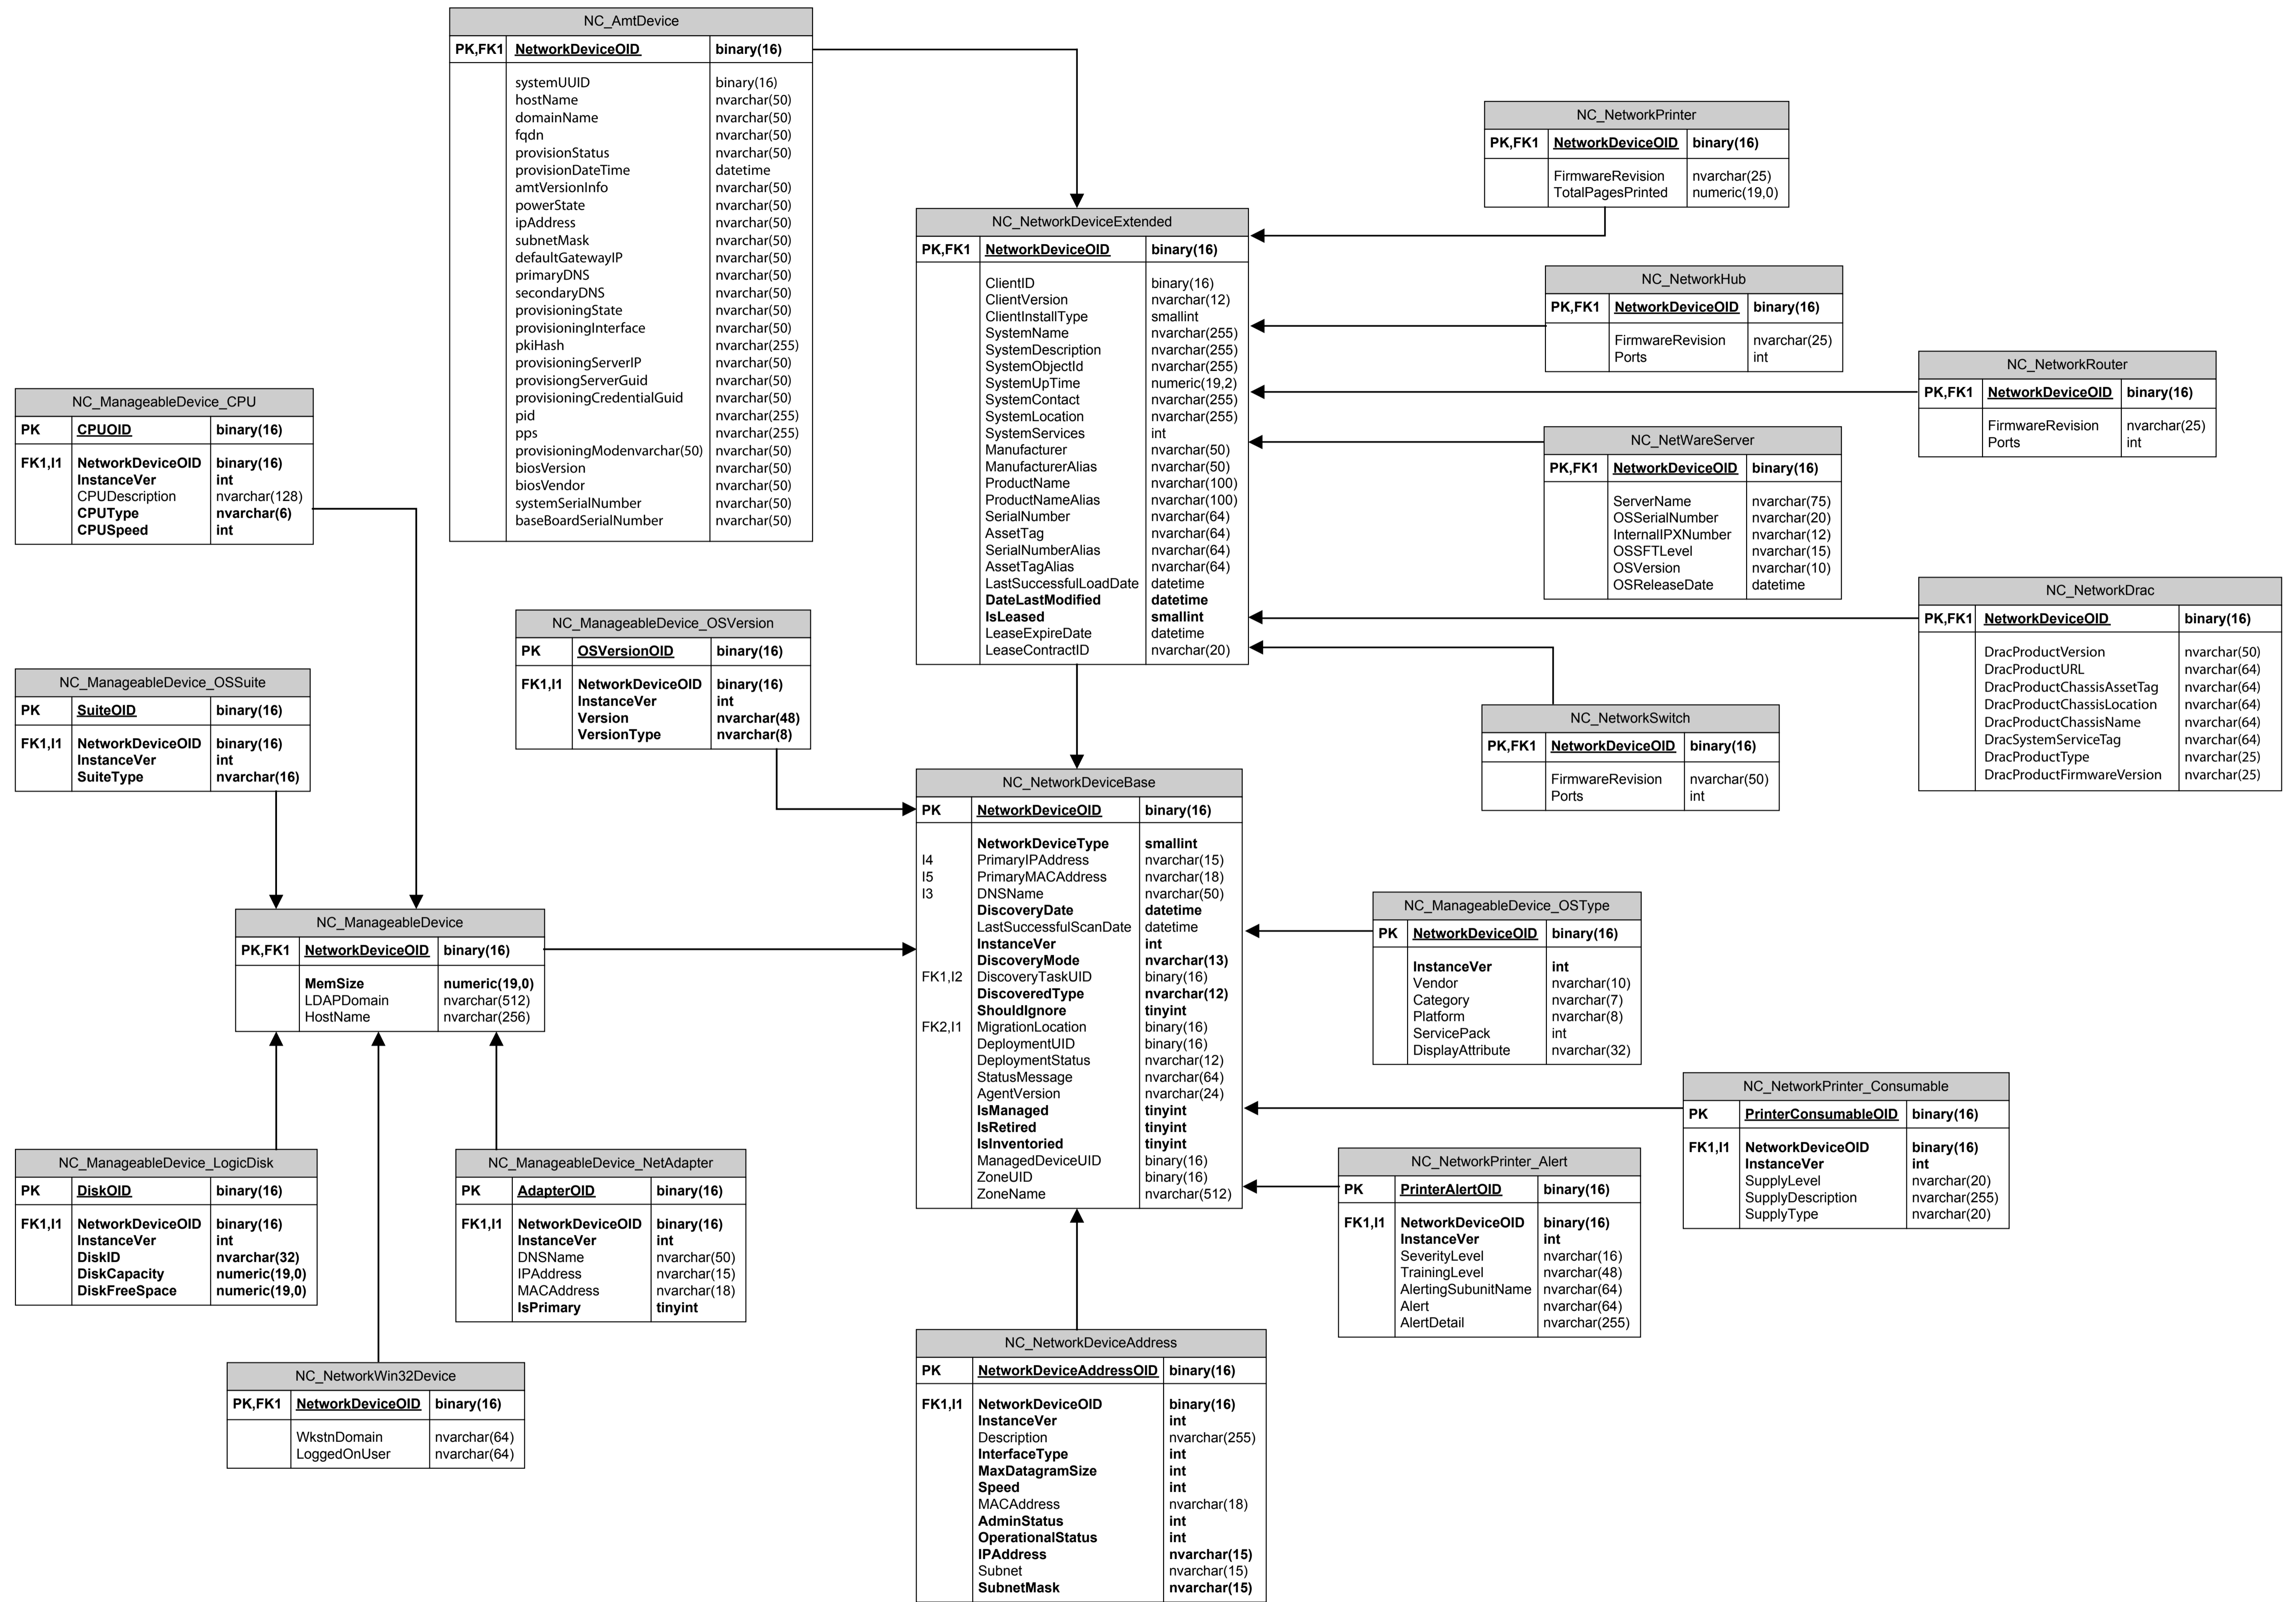 NC_AmtDevice
PK,FK1 NetworkDeviceOID binary(16)
systemUUID binary(16)
hostName nvarchar(50)
domainName nvarchar(50)
fqdn nvarchar(50)
provisionStatus nvarchar(50)
provisionDateTime datetime
amtVersionInfo nvarchar(50)
powerState nvarchar(50)
ipAddress nvarchar(50)
subnetMask nvarchar(50)
defaultGatewayIP nvarchar(50)
primaryDNS nvarchar(50)
secondaryDNS nvarchar(50)
provisioningState nvarchar(50)
provisioningInterface nvarchar(50)
pkiHash nvarchar(255)
provisioningServerIP nvarchar(50)
provisiongServerGuid nvarchar(50)
provisioningCredentialGuid nvarchar(50)
pid nvarchar(255)
pps nvarchar(255)
provisioningModenvarchar(50) nvarchar(50)
biosVersion nvarchar(50)
biosVendor nvarchar(50)
systemSerialNumber nvarchar(50)
baseBoardSerialNumber nvarchar(50)
NC_NetworkPrinter
PK,FK1 NetworkDeviceOID binary(16)
FirmwareRevision nvarchar(25)
TotalPagesPrinted numeric(19,0)
NC_NetworkDeviceExtended
PK,FK1 NetworkDeviceOID binary(16)
ClientID binary(16)
ClientVersion nvarchar(12)
ClientInstallType smallint
SystemName nvarchar(255)
SystemDescription nvarchar(255)
SystemObjectId nvarchar(255)
SystemUpTime numeric(19,2)
SystemContact nvarchar(255)
SystemLocation nvarchar(255)
SystemServices int
Manufacturer nvarchar(50)
ManufacturerAlias nvarchar(50)
ProductName nvarchar(100)
ProductNameAlias nvarchar(100)
SerialNumber nvarchar(64)
AssetTag nvarchar(64)
SerialNumberAlias nvarchar(64)
AssetTagAlias nvarchar(64)
LastSuccessfulLoadDate datetime
DateLastModified datetime
IsLeased smallint
LeaseExpireDate datetime
LeaseContractID nvarchar(20)
NC_NetworkHub
PK,FK1 NetworkDeviceOID binary(16)
FirmwareRevision nvarchar(25)
Ports int
NC_NetworkRouter
PK,FK1 NetworkDeviceOID binary(16)
FirmwareRevision nvarchar(25)
Ports int
NC_ManageableDevice_CPU
PK CPUOID binary(16)
FK1,I1 NetworkDeviceOID binary(16)
InstanceVer int
CPUDescription nvarchar(128)
CPUType nvarchar(6)
CPUSpeed int
NC_NetWareServer
PK,FK1 NetworkDeviceOID binary(16)
ServerName nvarchar(75)
OSSerialNumber nvarchar(20)
InternalIPXNumber nvarchar(12)
OSSFTLevel nvarchar(15)
OSVersion nvarchar(10)
OSReleaseDate datetime
NC_NetworkDrac
PK,FK1 NetworkDeviceOID binary(16)
DracProductVersion nvarchar(50)
DracProductURL nvarchar(64)
DracProductChassisAssetTag nvarchar(64)
DracProductChassisLocation nvarchar(64)
DracProductChassisName nvarchar(64)
DracSystemServiceTag nvarchar(64)
DracProductType nvarchar(25)
DracProductFirmwareVersion nvarchar(25)
NC_ManageableDevice_OSVersion
PK OSVersionOID binary(16)
FK1,I1 NetworkDeviceOID binary(16)
InstanceVer int
Version nvarchar(48)
VersionType nvarchar(8)
NC_ManageableDevice_OSSuite
PK SuiteOID binary(16)
FK1,I1 NetworkDeviceOID binary(16)
InstanceVer int
SuiteType nvarchar(16)
NC_NetworkSwitch
PK,FK1 NetworkDeviceOID binary(16)
FirmwareRevision nvarchar(50)
Ports int
NC_NetworkDeviceBase
PK NetworkDeviceOID binary(16)
NetworkDeviceType smallint
I4 PrimaryIPAddress nvarchar(15)
I5 PrimaryMACAddress nvarchar(18)
I3 DNSName nvarchar(50)
DiscoveryDate datetime
LastSuccessfulScanDate datetime
InstanceVer int
DiscoveryMode nvarchar(13)
FK1,I2 DiscoveryTaskUID binary(16)
DiscoveredType nvarchar(12)
ShouldIgnore tinyint
FK2,I1 MigrationLocation binary(16)
DeploymentUID binary(16)
DeploymentStatus nvarchar(12)
StatusMessage nvarchar(64)
AgentVersion nvarchar(24)
IsManaged tinyint
IsRetired tinyint
IsInventoried tinyint
ManagedDeviceUID binary(16)
ZoneUID binary(16)
ZoneName nvarchar(512)
NC_ManageableDevice
PK,FK1 NetworkDeviceOID binary(16)
MemSize numeric(19,0)
LDAPDomain nvarchar(512)
HostName nvarchar(256)
NC_ManageableDevice_OSType
PK NetworkDeviceOID binary(16)
InstanceVer int
Vendor nvarchar(10)
Category nvarchar(7)
Platform nvarchar(8)
ServicePack int
DisplayAttribute nvarchar(32)
NC_NetworkPrinter_Consumable
PK PrinterConsumableOID binary(16)
FK1,I1 NetworkDeviceOID binary(16)
InstanceVer int
SupplyLevel nvarchar(20)
SupplyDescription nvarchar(255)
SupplyType nvarchar(20)
NC_ManageableDevice_LogicDisk
PK DiskOID binary(16)
FK1,I1 NetworkDeviceOID binary(16)
InstanceVer int
DiskID nvarchar(32)
DiskCapacity numeric(19,0)
DiskFreeSpace numeric(19,0)
NC_ManageableDevice_NetAdapter
PK AdapterOID binary(16)
FK1,I1 NetworkDeviceOID binary(16)
InstanceVer int
DNSName nvarchar(50)
IPAddress nvarchar(15)
MACAddress nvarchar(18)
IsPrimary tinyint
NC_NetworkPrinter_Alert
PK PrinterAlertOID binary(16)
FK1,I1 NetworkDeviceOID binary(16)
InstanceVer int
SeverityLevel nvarchar(16)
TrainingLevel nvarchar(48)
AlertingSubunitName nvarchar(64)
Alert nvarchar(64)
AlertDetail nvarchar(255)
NC_NetworkWin32Device
PK,FK1 NetworkDeviceOID binary(16)
WkstnDomain nvarchar(64)
LoggedOnUser nvarchar(64)
NC_NetworkDeviceAddress
PK NetworkDeviceAddressOID binary(16)
FK1,I1 NetworkDeviceOID binary(16)
InstanceVer int
Description nvarchar(255)
InterfaceType int
MaxDatagramSize int
Speed int
MACAddress nvarchar(18)
AdminStatus int
OperationalStatus int
IPAddress nvarchar(15)
Subnet nvarchar(15)
SubnetMask nvarchar(15)